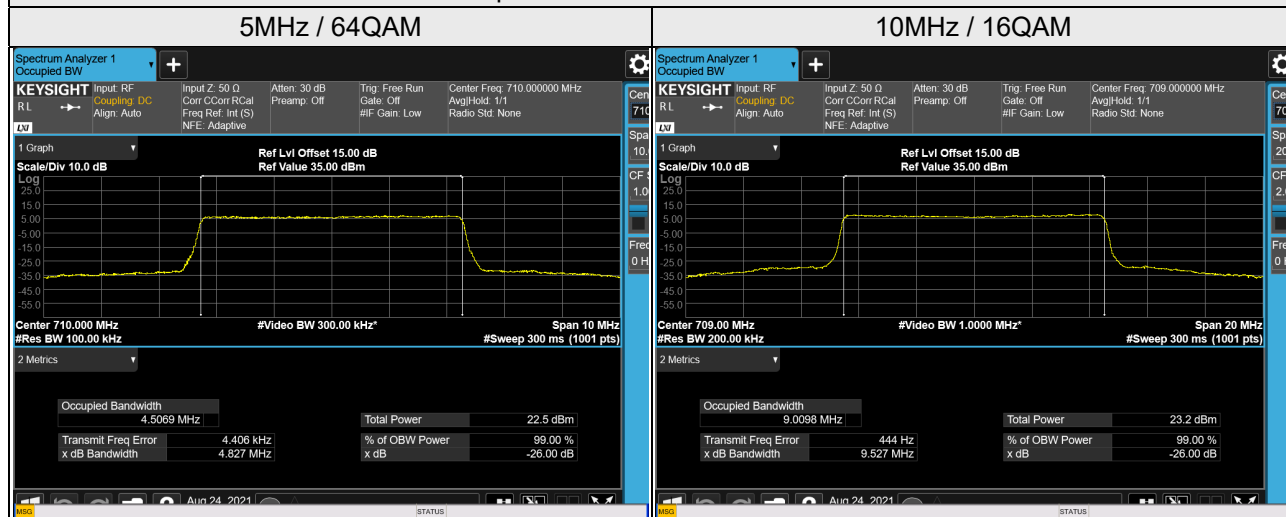 5MHz / 64QAM
Spectrum Analyzer 1
Occupied BW
KEYSIGHT
RL
LXI
Input: RF
Coupling: DC
Align: Auto
Input Z: 50 Ω
Corr CCorr RCal
Freq Ref: Int (S)
NFE: Adaptive
Atten: 30 dB
Preamp: Off
Trig: Free Run
Gate: Off
#IF Gain: Low
Center Freq: 710.000000 MHz
Avg|Hold: 1/1
Radio Std: None
1 Graph
Scale/Div 10.0 dB
Ref Lvl Offset 15.00 dB
Ref Value 35.00 dBm
Log
25.0
15.0
5.00
-5.00
-15.0
-25.0
-35.0
-45.0
-55.0
Center 710.000 MHz
#Res BW 100.00 kHz
#Video BW 300.00 kHz*
Span 10 MHz
#Sweep 300 ms (1001 pts)
2 Metrics
Occupied Bandwidth
4.5069 MHz
Total Power 22.5 dBm
Transmit Freq Error 4.406 kHz
% of OBW Power 99.00 %
x dB Bandwidth 4.827 MHz
x dB -26.00 dB
Aug 24, 2021
MSG
STATUS
10MHz / 16QAM
Spectrum Analyzer 1
Occupied BW
KEYSIGHT
RL
LXI
Input: RF
Coupling: DC
Align: Auto
Input Z: 50 Ω
Corr CCorr RCal
Freq Ref: Int (S)
NFE: Adaptive
Atten: 30 dB
Preamp: Off
Trig: Free Run
Gate: Off
#IF Gain: Low
Center Freq: 709.000000 MHz
Avg|Hold: 1/1
Radio Std: None
1 Graph
Scale/Div 10.0 dB
Ref Lvl Offset 15.00 dB
Ref Value 35.00 dBm
Log
25.0
15.0
5.00
-5.00
-15.0
-25.0
-35.0
-45.0
-55.0
Center 709.00 MHz
#Res BW 200.00 kHz
#Video BW 1.0000 MHz*
Span 20 MHz
#Sweep 300 ms (1001 pts)
2 Metrics
Occupied Bandwidth
9.0098 MHz
Total Power 23.2 dBm
Transmit Freq Error 444 Hz
% of OBW Power 99.00 %
x dB Bandwidth 9.527 MHz
x dB -26.00 dB
Aug 24, 2021
MSG
STATUS